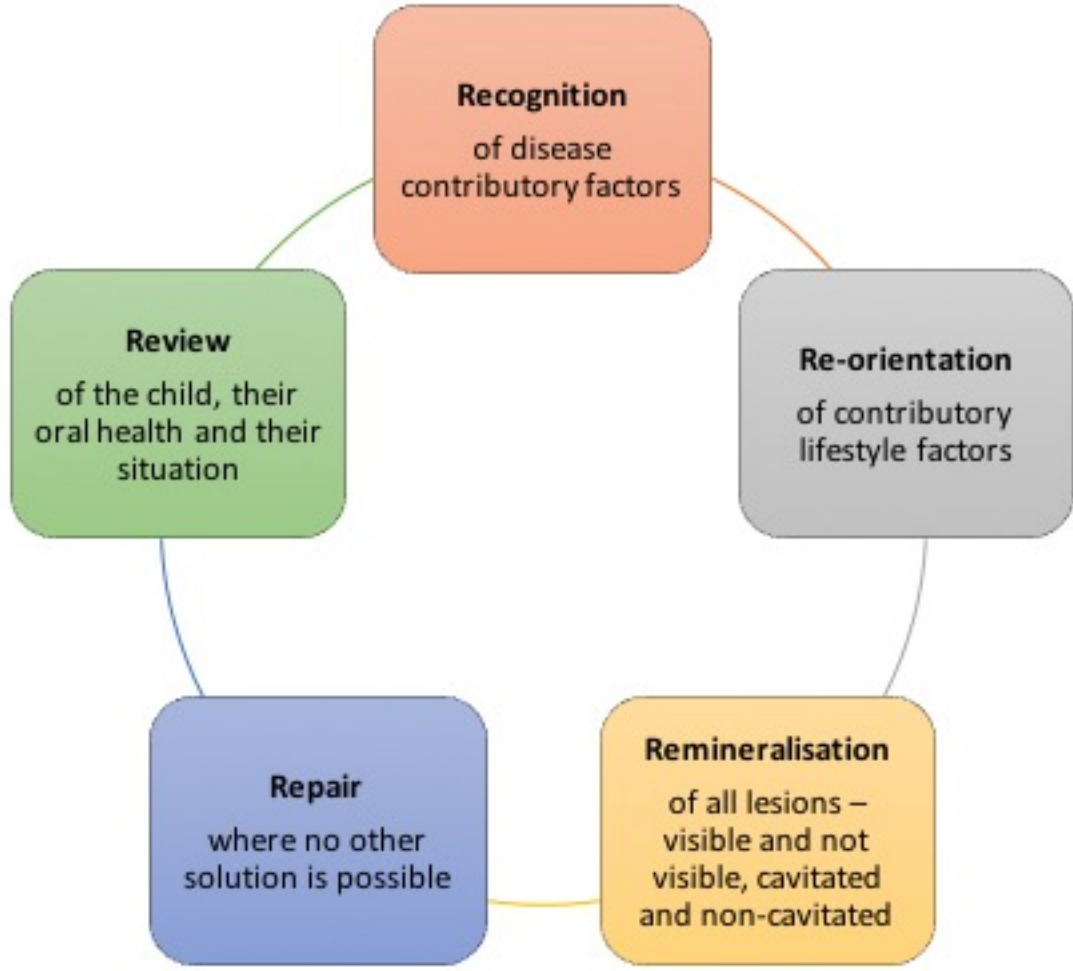 Recognition
of disease
contributory factors
Re-orientation
of contributory
lifestyle factors
Remineralisation
of all lesions –
visible and not
visible, cavitated
and non-cavitated
Repair
where no other
solution is possible
Review
of the child, their
oral health and their
situation